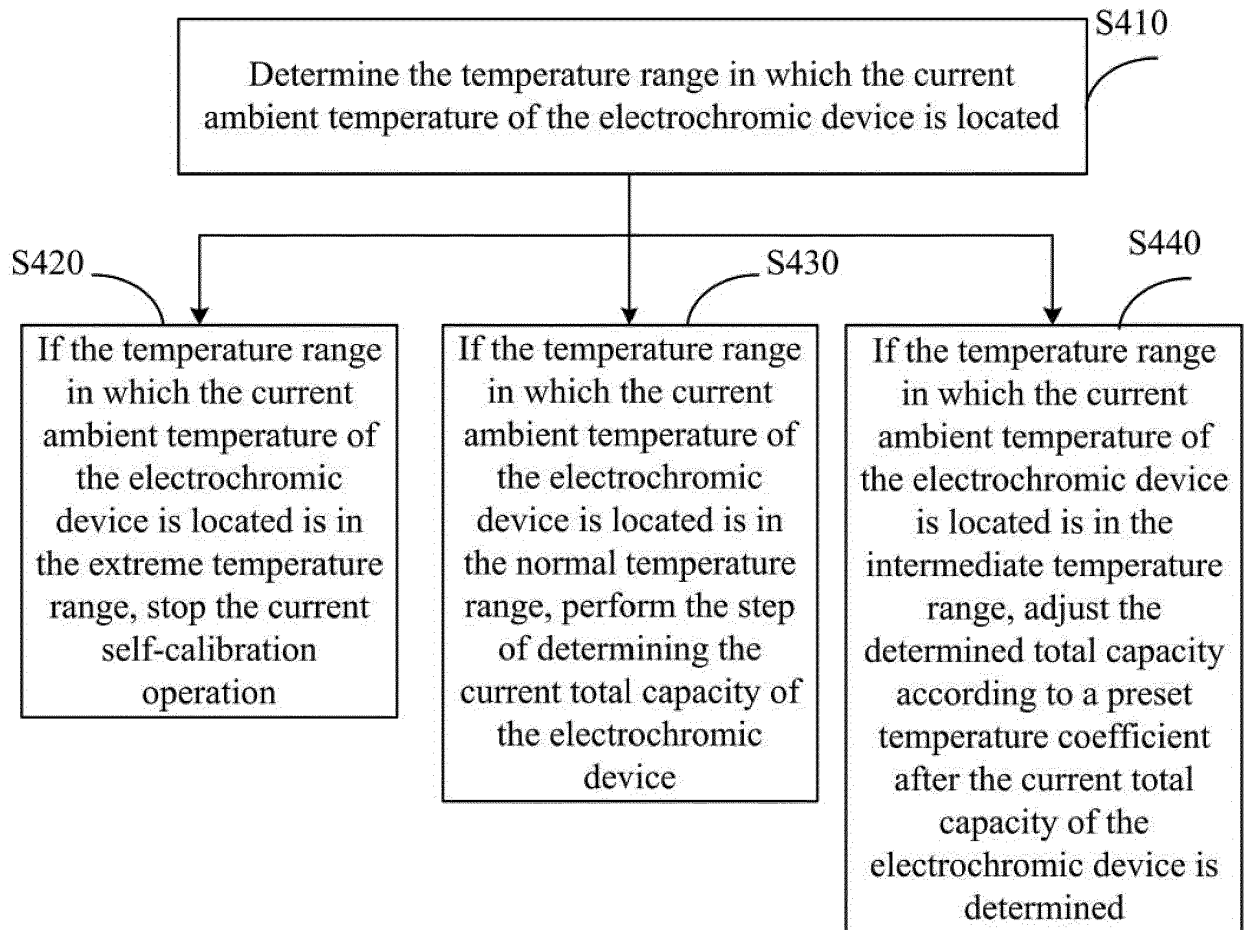 S410
Determine the temperature range in which the current
ambient temperature of the electrochromic device is located
S420
If the temperature range
in which the current
ambient temperature of
the electrochromic
device is located is in
the extreme temperature
range, stop the current
self-calibration
operation
S430
If the temperature range
in which the current
ambient temperature of
the electrochromic
device is located is in
the normal temperature
range, perform the step
of determining the
current total capacity of
the electrochromic
device
S440
If the temperature range
in which the current
ambient temperature of
the electrochromic device
is located is in the
intermediate temperature
range, adjust the
determined total capacity
according to a preset
temperature coefficient
after the current total
capacity of the
electrochromic device is
determined